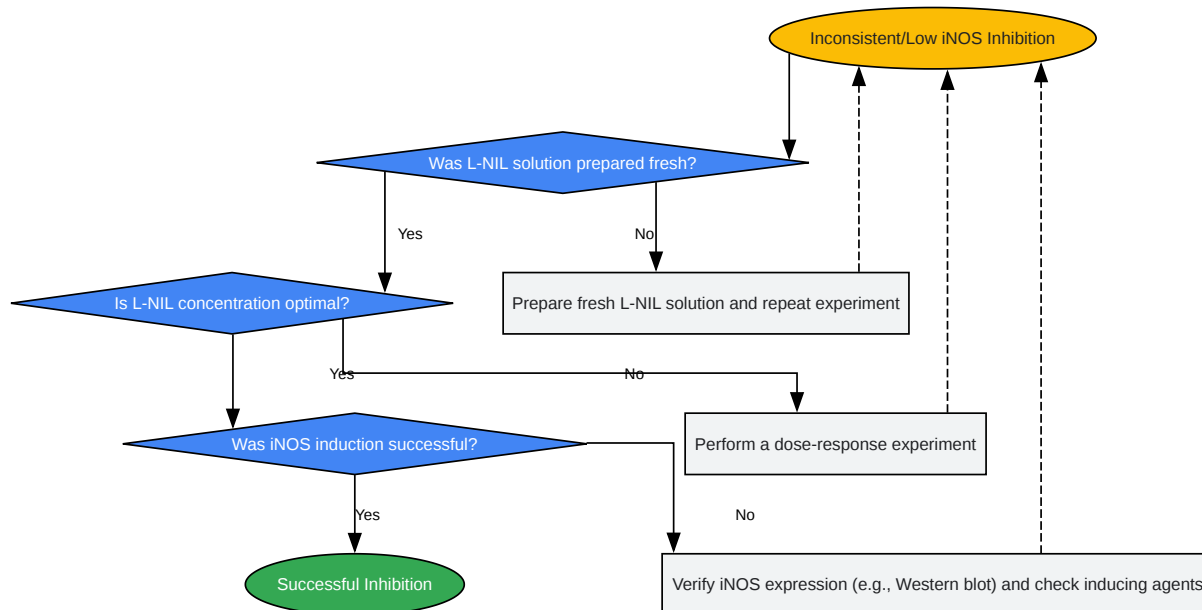 Inconsistent/Low iNOS Inhibition
Was L-NIL solution prepared fresh?
Yes
No
Is L-NIL concentration optimal?
Prepare fresh L-NIL solution and repeat experiment
Yes
No
Was iNOS induction successful?
Perform a dose-response experiment
Yes
No
Successful Inhibition
Verify iNOS expression (e.g., Western blot) and check inducing agents